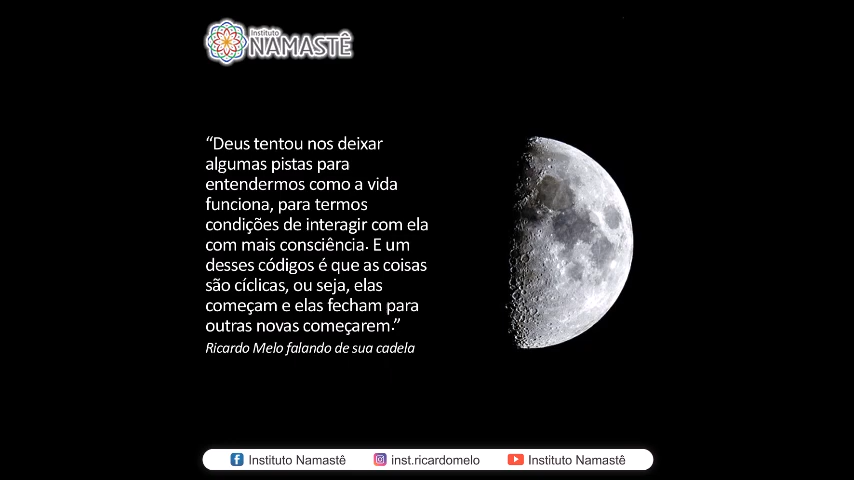 Instituto
NAMASTÊ
“Deus tentou nos deixar
algumas pistas para
entendermos como a vida
funciona, para termos
condições de interagir com ela
com mais consciência. E um
desses códigos é que as coisas
são cíclicas, ou seja, elas
começam e elas fecham para
outras novas começarem.”
Ricardo Melo falando de sua cadela
Instituto Namastê inst.ricardomelo Instituto Namastê